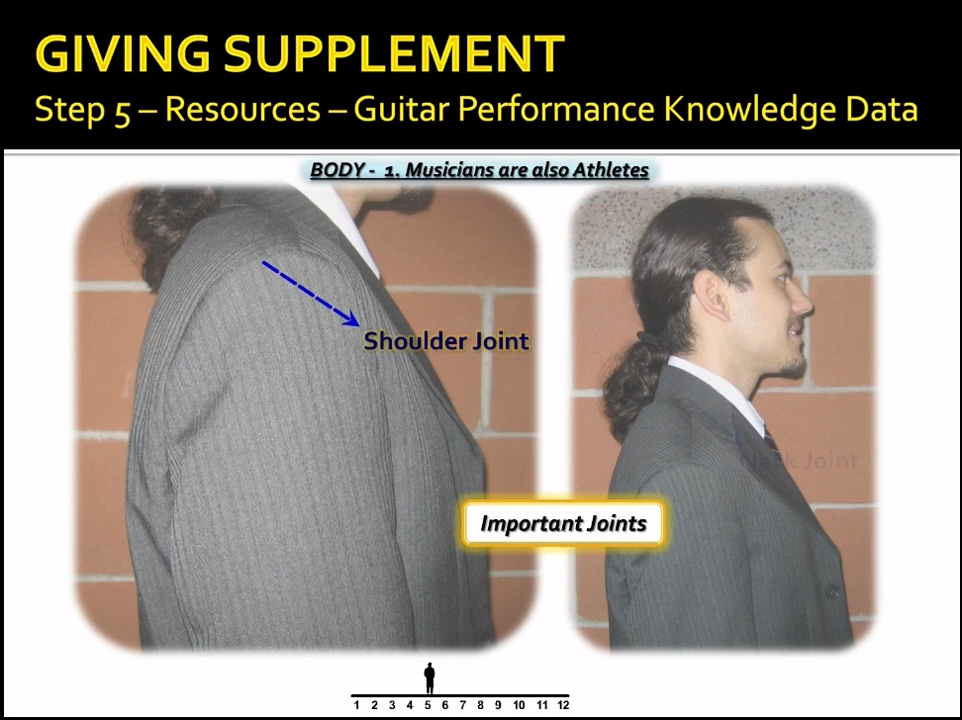 GIVING SUPPLEMENT
Step 5 – Resources – Guitar Performance Knowledge Data
BODY - 1. Musicians are also Athletes
Shoulder Joint
Joint
Important Joints
1 2 3 4 5 6 7 8 9 10 11 12